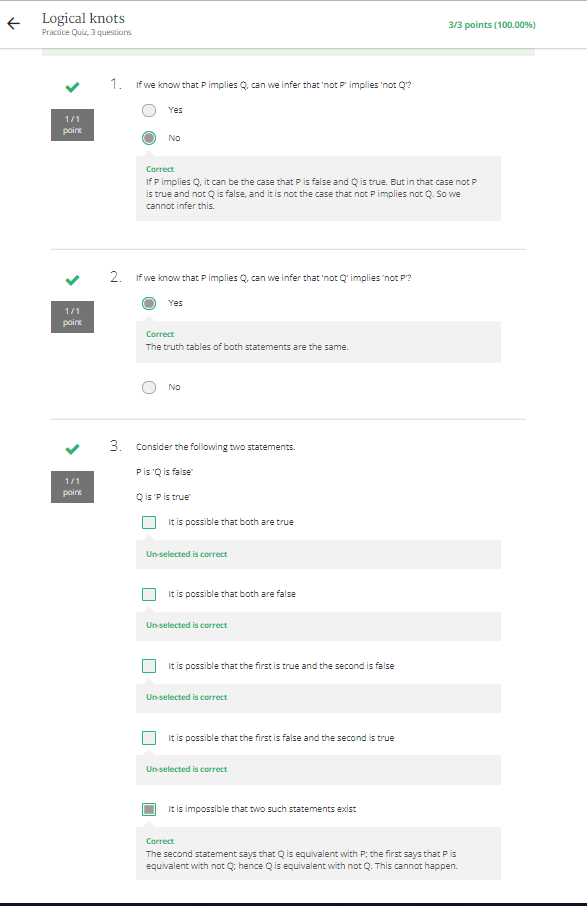 Logical knots
Practice Quiz, 3 questions
3/3 points (100.00%)
1.
If we know that P implies Q, can we infer that 'not P' implies 'not Q'?
1/1
point
Yes
No
Correct
If P implies Q, it can be the case that P is false and Q is true. But in that case not P
is true and not Q is false, and it is not the case that not P implies not Q. So we
cannot infer this.
2.
If we know that P implies Q, can we infer that 'not Q' implies 'not P'?
1/1
point
Yes
Correct
The truth tables of both statements are the same.
No
3.
Consider the following two statements.
1/1
point
P is 'Q is false'
Q is 'P is true'
It is possible that both are true
Un-selected is correct
It is possible that both are false
Un-selected is correct
It is possible that the first is true and the second is false
Un-selected is correct
It is possible that the first is false and the second is true
Un-selected is correct
It is impossible that two such statements exist
Correct
The second statement says that Q is equivalent with P; the first says that P is
equivalent with not Q; hence Q is equivalent with not Q. This cannot happen.